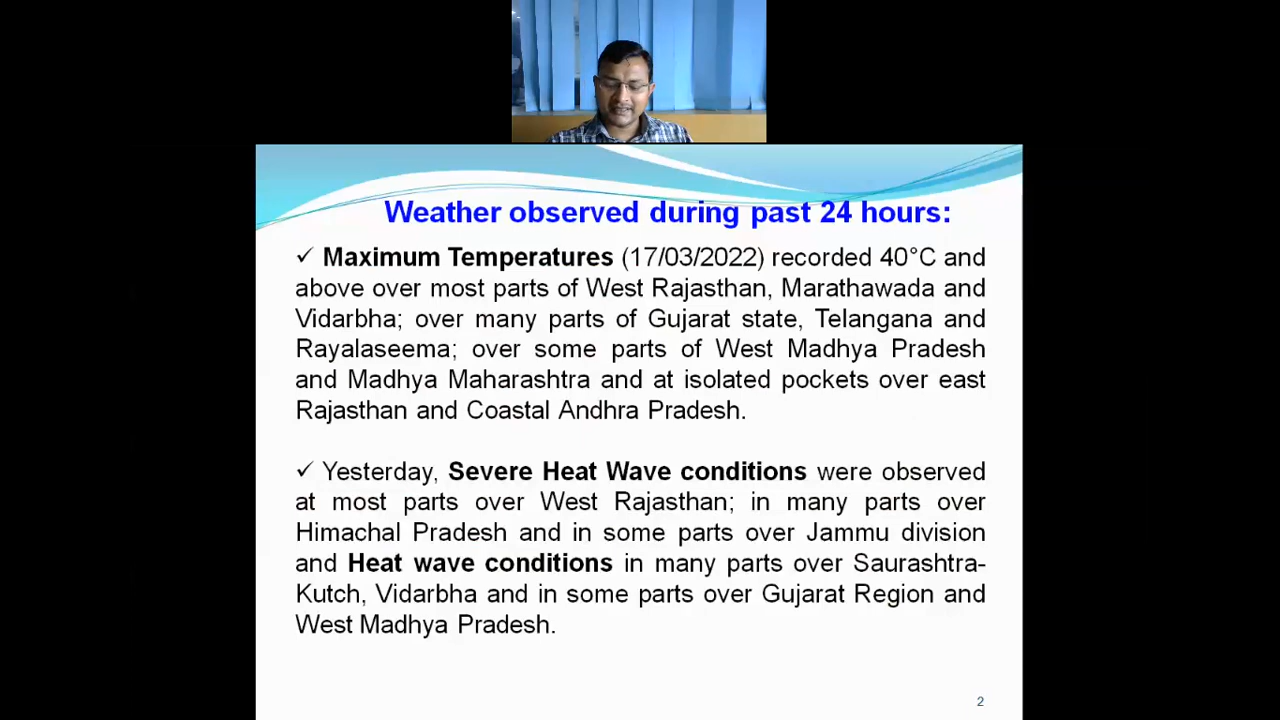 Weather observed during past 24 hours:
✓ Maximum Temperatures (17/03/2022) recorded 40°C and
above over most parts of West Rajasthan, Marathawada and
Vidarbha; over many parts of Gujarat state, Telangana and
Rayalaseema; over some parts of West Madhya Pradesh
and Madhya Maharashtra and at isolated pockets over east
Rajasthan and Coastal Andhra Pradesh.
✓ Yesterday, Severe Heat Wave conditions were observed
at most parts over West Rajasthan; in many parts over
Himachal Pradesh and in some parts over Jammu division
and Heat wave conditions in many parts over Saurashtra-
Kutch, Vidarbha and in some parts over Gujarat Region and
West Madhya Pradesh.
2